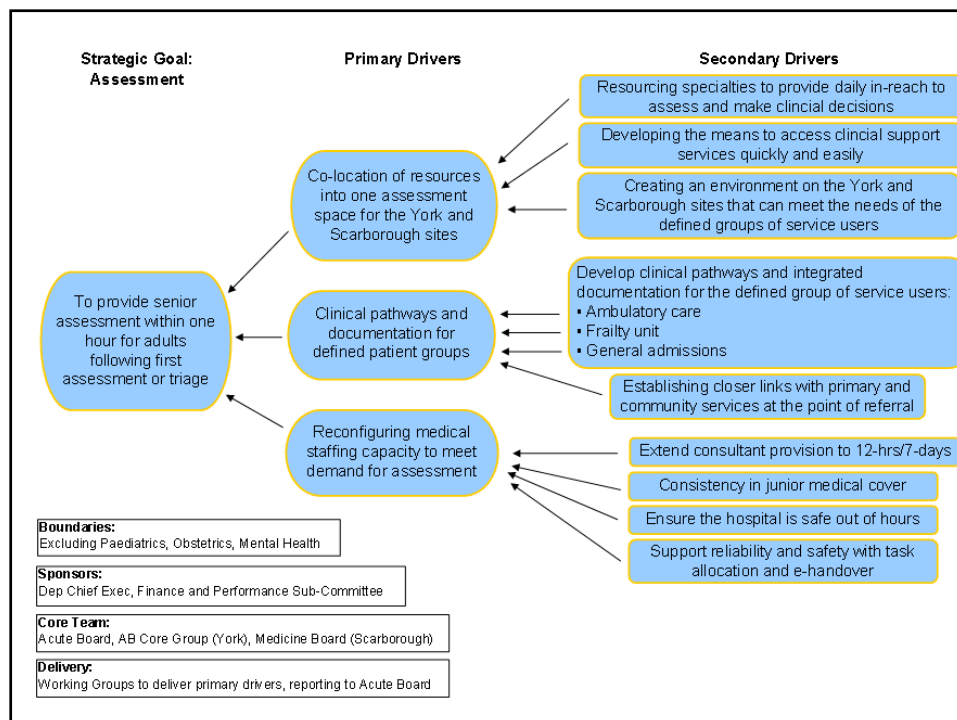 Strategic Goal:
Assessment
Primary Drivers
Secondary Drivers
To provide senior
assessment within one
hour for adults
following first
assessment or triage
Co-location of resources
into one assessment
space for the York and
Scarborough sites
Clinical pathways and
documentation for
defined patient groups
Reconfiguring medical
staffing capacity to meet
demand for assessment
Resourcing specialties to provide daily in-reach to
assess and make clincial decisions
Developing the means to access clincial support
services quickly and easily
Creating an environment on the York and
Scarborough sites that can meet the needs of the
defined groups of service users
Develop clinical pathways and integrated
documentation for the defined group of service users:
▪ Ambulatory care
▪ Frailty unit
▪ General admissions
Establishing closer links with primary and
community services at the point of referral
Extend consultant provision to 12-hrs/7-days
Consistency in junior medical cover
Ensure the hospital is safe out of hours
Support reliability and safety with task
allocation and e-handover
Boundaries:
Excluding Paediatrics, Obstetrics, Mental Health
Sponsors:
Dep Chief Exec, Finance and Performance Sub-Committee
Core Team:
Acute Board, AB Core Group (York), Medicine Board (Scarborough)
Delivery:
Working Groups to deliver primary drivers, reporting to Acute Board